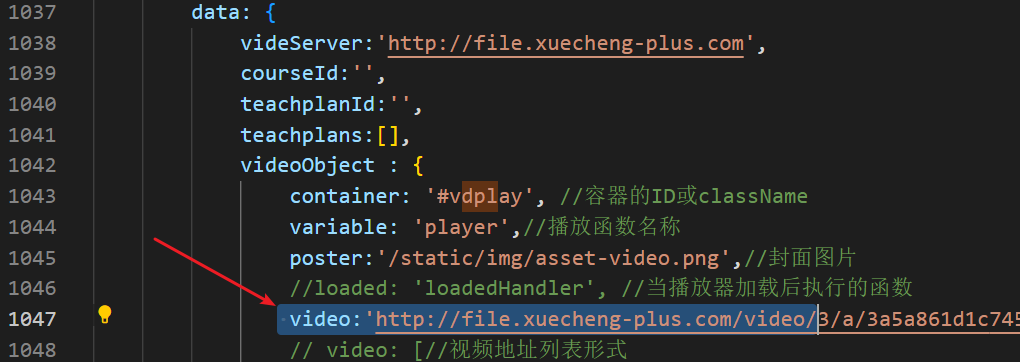 1037 data: {
1038 videServer:'http://file.xuecheng-plus.com',
1039 courseId:'',
1040 teachplanId:'',
1041 teachplans:[],
1042 videoObject : {
1043 container: '#vdplay', //容器的ID或className
1044 variable: 'player',//播放函数名称
1045 poster:'/static/img/asset-video.png',//封面图片
1046 //loaded: 'loadedHandler', //当播放器加载后执行的函数
1047 video:'http://file.xuecheng-plus.com/video/3/a/3a5a861d1c745
1048 // video: [//视频地址列表形式